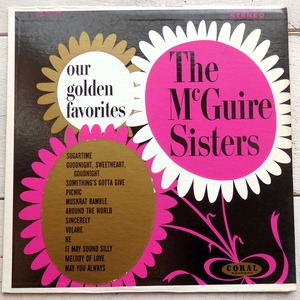 STEREO
our
golden
favorites
The
McGuire
Sisters
SUGARTIME
GOODNIGHT, SWEETHEART,
GOODNIGHT
SOMETHING'S GOTTA GIVE
PICNIC
MUSKRAT RAMBLE
AROUND THE WORLD
SINCERELY
VOLARE
HE
IT MAY SOUND SILLY
MELODY OF LOVE
MAY YOU ALWAYS
CORAL